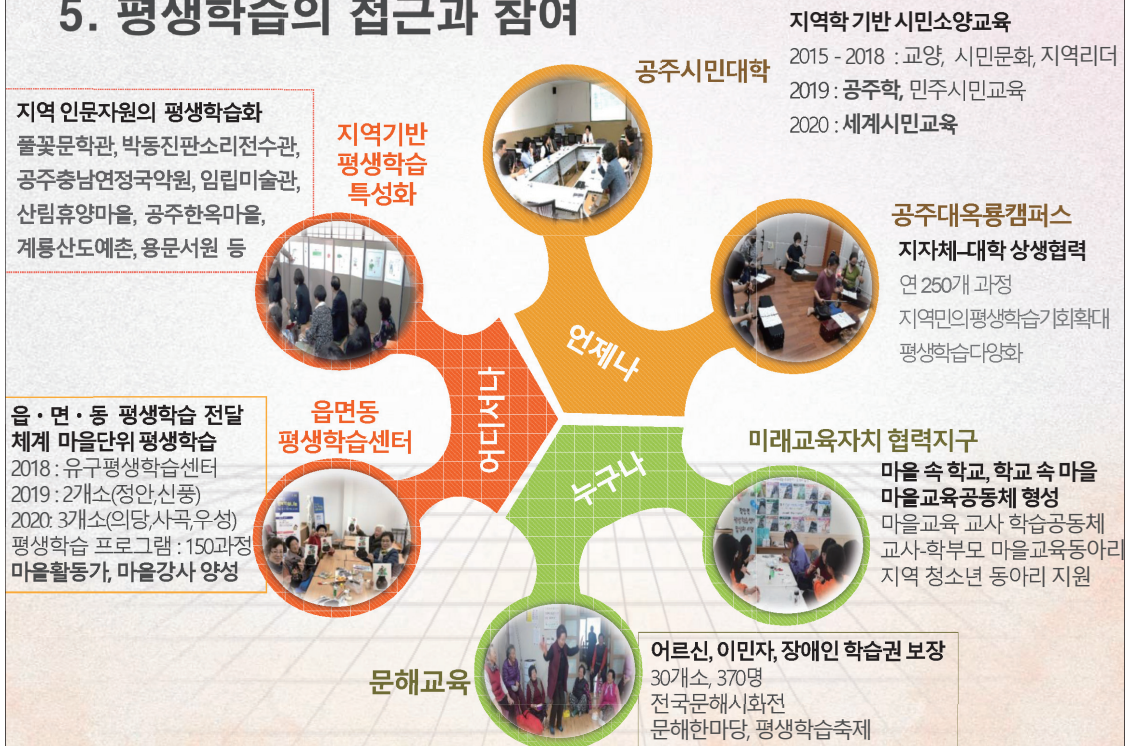 5. 평생학습의 접근과 참여
공주시민대학
지역학 기반 시민소양교육
2015 - 2018 : 교양, 시민문화, 지역리더
2019 : 공주학, 민주시민교육
2020 : 세계시민교육
지역 인문자원의 평생학습화
풀꽃문학관, 박동진판소리전수관,
공주충남연정국악원, 임립미술관,
산림휴양마을, 공주한옥마을,
계룡산도예촌, 용문서원 등
지역기반
평생학습
특성화
공주대옥룡캠퍼스
지자체–대학 상생협력
연 250개 과정
지역민의평생학습기회확대
평생학습다양화
언제나
어디서나
누구나
읍면동
평생학습센터
읍·면·동 평생학습 전달
체계 마을단위 평생학습
2018 : 유구평생학습센터
2019 : 2개소(정안,신풍)
2020: 3개소(의당,사곡,우성)
평생학습 프로그램 : 150과정
마을활동가, 마을강사 양성
미래교육자치 협력지구
마을 속 학교, 학교 속 마을
마을교육공동체 형성
마을교육 교사 학습공동체
교사-학부모 마을교육동아리
지역 청소년 동아리 지원
문해교육
어르신, 이민자, 장애인 학습권 보장
30개소, 370명
전국문해시화전
문해한마당, 평생학습축제